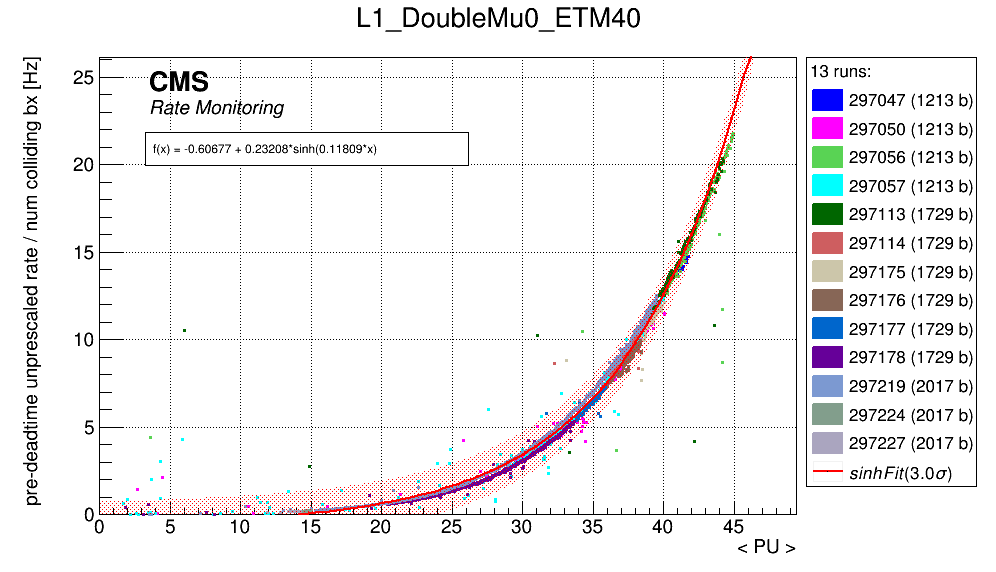 L1_DoubleMu0_ETM40
pre-deadtime unprescaled rate / num colliding bx [Hz]
25
20
15
10
5
0
CMS
Rate Monitoring
f(x) = -0.60677 + 0.23208*sinh(0.11809*x)
0 5 10 15 20 25 30 35 40 45
< PU >
13 runs:
297047 (1213 b)
297050 (1213 b)
297056 (1213 b)
297057 (1213 b)
297113 (1729 b)
297114 (1729 b)
297175 (1729 b)
297176 (1729 b)
297177 (1729 b)
297178 (1729 b)
297219 (2017 b)
297224 (2017 b)
297227 (2017 b)
sinhFit(3.0σ)